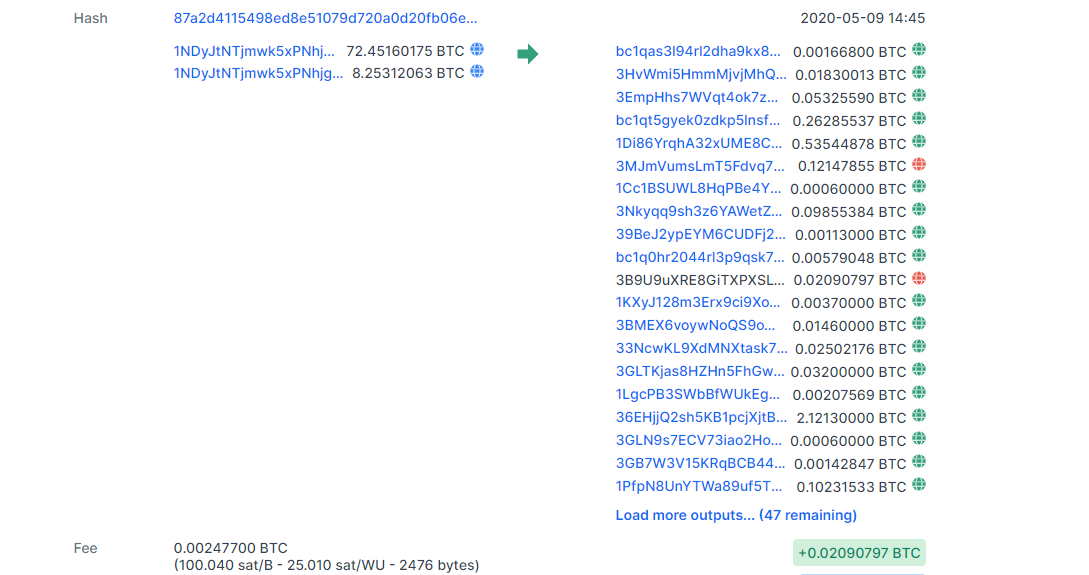 Hash 87a2d4115498ed8e51079d720a0d20fb06e... 2020-05-09 14:45
1NDyJtNTjmwk5xPNhj... 72.45160175 BTC
1NDyJtNTjmwk5xPNhjg... 8.25312063 BTC
bc1qas3l94rl2dha9kx8... 0.00166800 BTC
3HvWmi5HmmMjvjMhQ... 0.01830013 BTC
3EmpHhs7WVqt4ok7z... 0.05325590 BTC
bc1qt5gyek0zdkp5lnsf... 0.26285537 BTC
1Di86YrqhA32xUME8C... 0.53544878 BTC
3MJmVumsLmT5Fdvq7... 0.12147855 BTC
1Cc1BSUWL8HqPBe4Y... 0.00060000 BTC
3Nkyqq9sh3z6YAWetZ... 0.09855384 BTC
39BeJ2ypEYM6CUDFj2... 0.00113000 BTC
bc1q0hr2044rl3p9qsk7... 0.00579048 BTC
3B9U9uXRE8GiTXPXSL... 0.02090797 BTC
1KXyJ128m3Erx9ci9Xo... 0.00370000 BTC
3BMEX6voywNoQS9o... 0.01460000 BTC
33NcwKL9XdMNXtask7... 0.02502176 BTC
3GLTKjas8HZHn5FhGw... 0.03200000 BTC
1LgcPB3SWbBfWUkEg... 0.00207569 BTC
36EHjjQ2sh5KB1pcjXjtB... 2.12130000 BTC
3GLN9s7ECV73iao2Ho... 0.00060000 BTC
3GB7W3V15KRqBCB44... 0.00142847 BTC
1PfpN8UnYTWa89uf5T... 0.10231533 BTC
Load more outputs... (47 remaining)
Fee 0.00247700 BTC +0.02090797 BTC
(100.040 sat/B - 25.010 sat/WU - 2476 bytes)